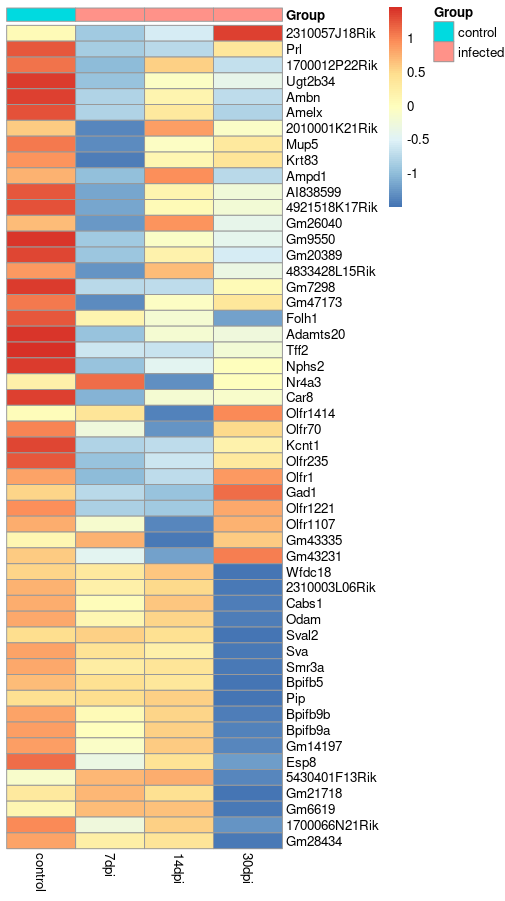 Group
Group
control
infected
1
0.5
0
-0.5
-1
2310057J18Rik
Prl
1700012P22Rik
Ugt2b34
Ambn
Amelx
2010001K21Rik
Mup5
Krt83
Ampd1
AI838599
4921518K17Rik
Gm26040
Gm9550
Gm20389
4833428L15Rik
Gm7298
Gm47173
Folh1
Adamts20
Tff2
Nphs2
Nr4a3
Car8
Olfr1414
Olfr70
Kcnt1
Olfr235
Olfr1
Gad1
Olfr1221
Olfr1107
Gm43335
Gm43231
Wfdc18
2310003L06Rik
Cabs1
Odam
Sval2
Sva
Smr3a
Bpifb5
Pip
Bpifb9b
Bpifb9a
Gm14197
Esp8
5430401F13Rik
Gm21718
Gm6619
1700066N21Rik
Gm28434
control
7dpi
14dpi
30dpi